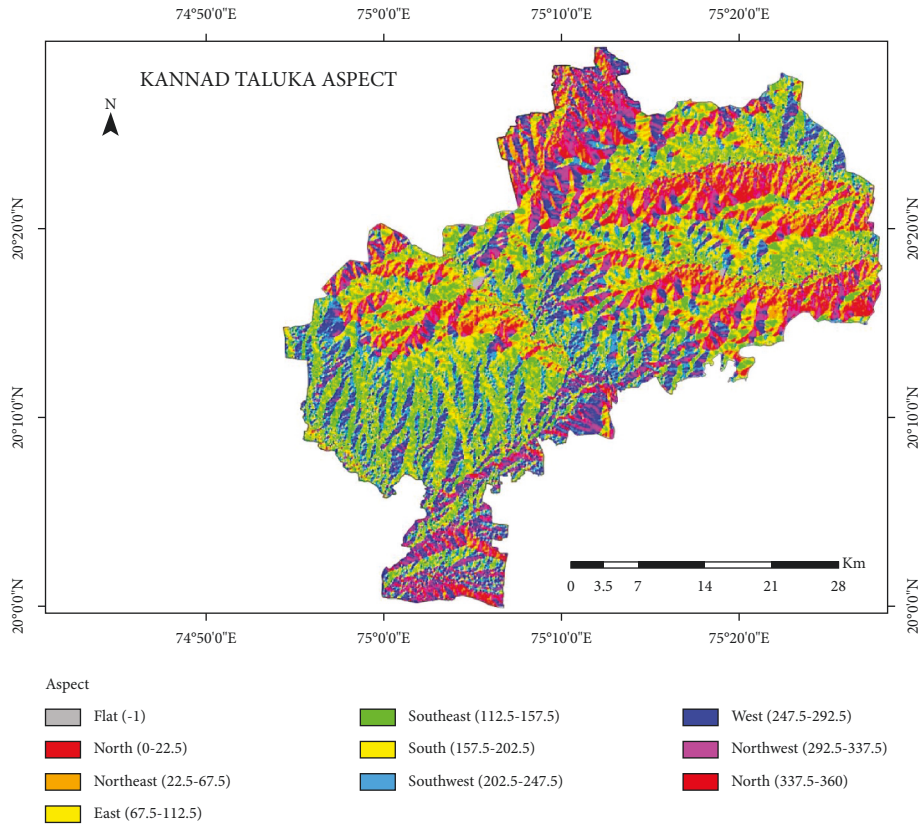 74°50'0"E 75°0'0"E 75°10'0"E 75°20'0"E
KANNAD TALUKA ASPECT
N
20°20'0"N 20°20'0"N
20°10'0"N 20°10'0"N
20°0'0"N 20°0'0"N
Km
0 3.5 7 14 21 28
74°50'0"E 75°0'0"E 75°10'0"E 75°20'0"E
Aspect
Flat (-1)
North (0-22.5)
Northeast (22.5-67.5)
East (67.5-112.5)
Southeast (112.5-157.5)
South (157.5-202.5)
Southwest (202.5-247.5)
West (247.5-292.5)
Northwest (292.5-337.5)
North (337.5-360)